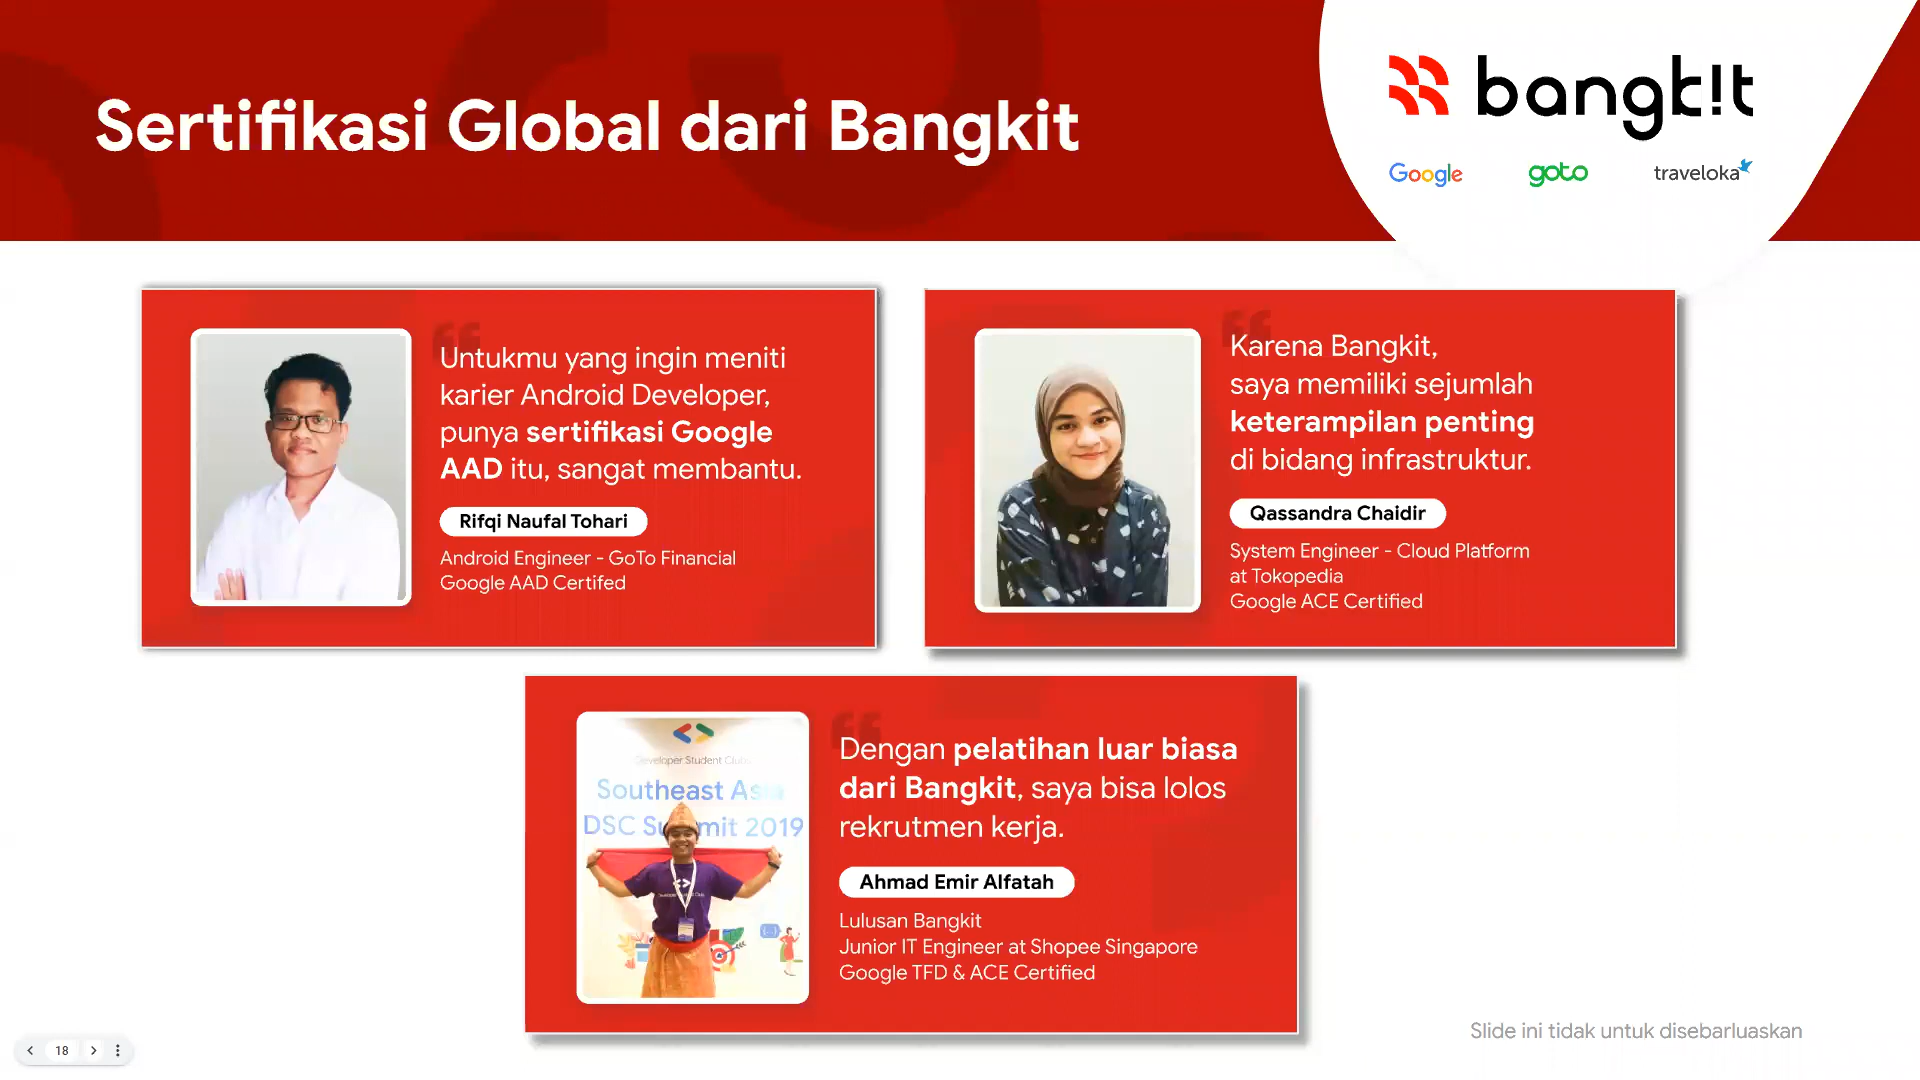 Sertifikasi Global dari Bangkit
bangk!t
Google goto traveloka
“
Untukmu yang ingin meniti
karier Android Developer,
punya sertifikasi Google
AAD itu, sangat membantu.
Rifqi Naufal Tohari
Android Engineer - GoTo Financial
Google AAD Certifed
“
Karena Bangkit,
saya memiliki sejumlah
keterampilan penting
di bidang infrastruktur.
Qassandra Chaidir
System Engineer - Cloud Platform
at Tokopedia
Google ACE Certified
Developer Student Clubs
Southeast Asia
DSC Summit 2019
“
Dengan pelatihan luar biasa
dari Bangkit, saya bisa lolos
rekrutmen kerja.
Ahmad Emir Alfatah
Lulusan Bangkit
Junior IT Engineer at Shopee Singapore
Google TFD & ACE Certified
Slide ini tidak untuk disebarluaskan
18